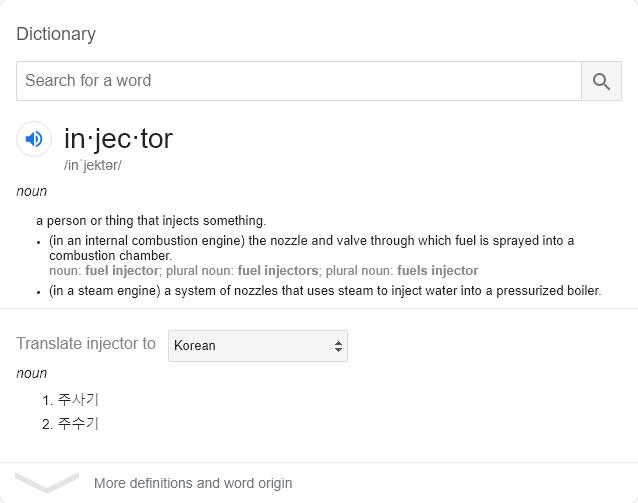 Dictionary
Search for a word
in·jec·tor
/inˈjektər/
noun
a person or thing that injects something.
• (in an internal combustion engine) the nozzle and valve through which fuel is sprayed into a
combustion chamber.
noun: fuel injector; plural noun: fuel injectors; plural noun: fuels injector
• (in a steam engine) a system of nozzles that uses steam to inject water into a pressurized boiler.
Translate injector to Korean
noun
1. 주사기
2. 주수기
More definitions and word origin